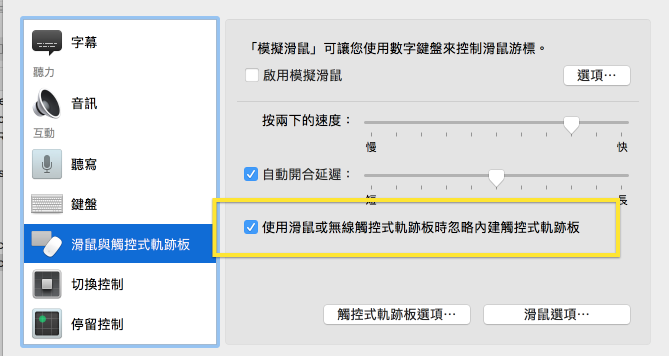 字幕
聽力
音訊
互動
聽寫
鍵盤
滑鼠與觸控式軌跡板
切換控制
停留控制
「模擬滑鼠」可讓您使用數字鍵盤來控制滑鼠游標。
啟用模擬滑鼠
選項⋯
按兩下的速度：
慢
快
自動開合延遲：
短
長
使用滑鼠或無線觸控式軌跡板時忽略內建觸控式軌跡板
觸控式軌跡板選項⋯
滑鼠選項⋯